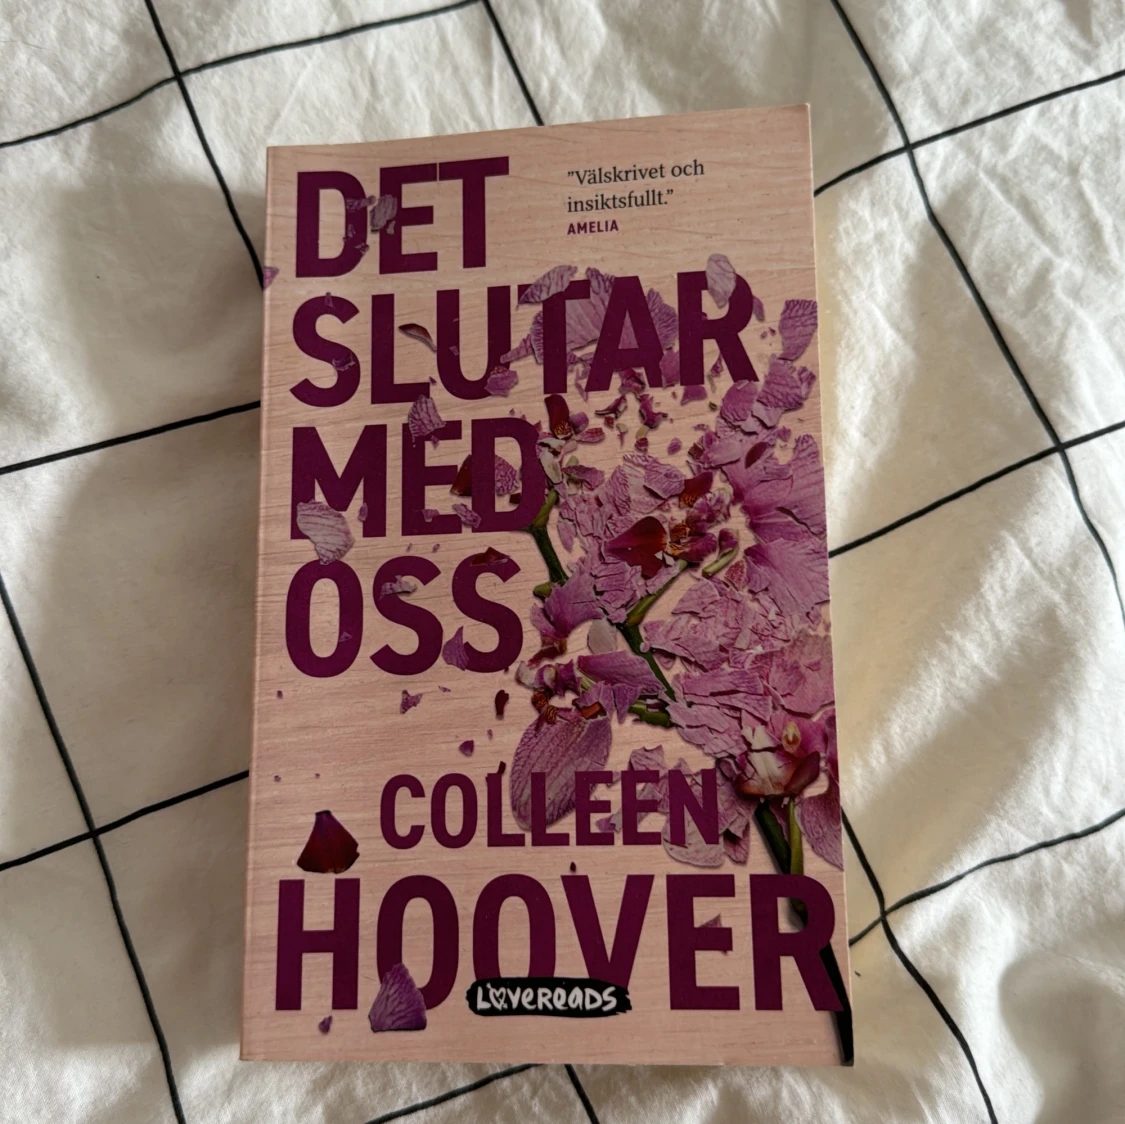 DET
SLUTAR
MED
OSS
”Välskrivet och
insiktsfullt.”
AMELIA
COLLEEN
HOOVER
LOVEREADS